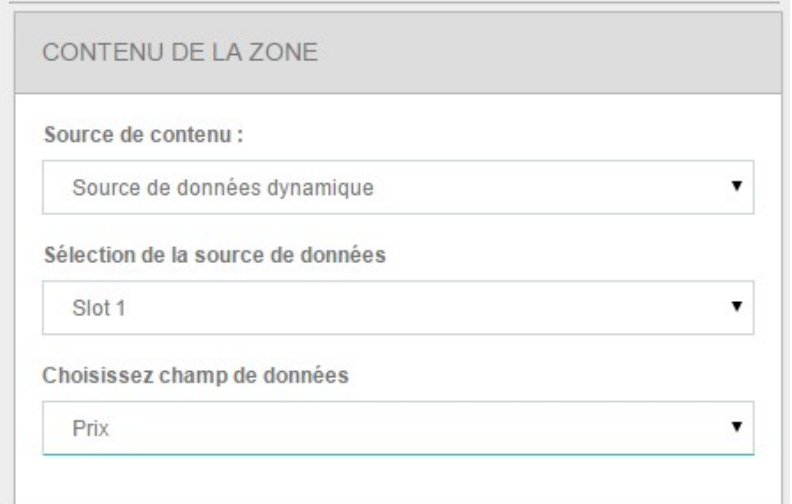 CONTENU DE LA ZONE
Source de contenu :
Source de données dynamique
Sélection de la source de données
Slot 1
Choisissez champ de données
Prix